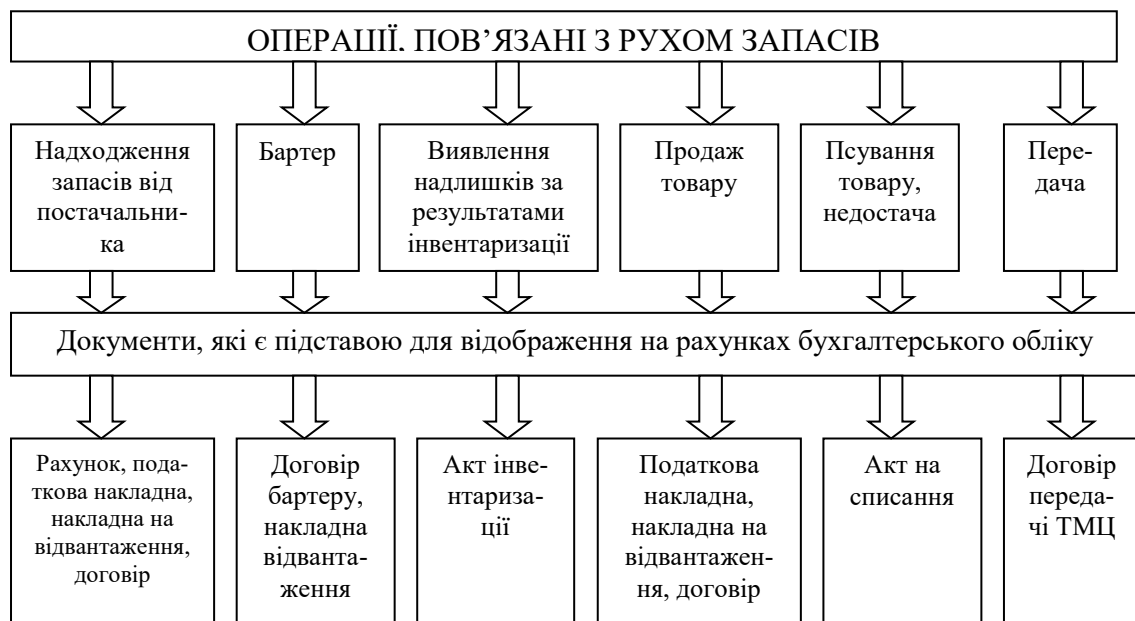 ОПЕРАЦІЇ. ПОВ’ЯЗАНІ З РУХОМ ЗАПАСІВ
Надходження
запасів від
постачальни-
ка
Бартер
Виявлення
надлишків за
результатами
інвентаризації
Продаж
товару
Псування
товару,
недостача
Пере-
дача
Документи, які є підставою для відображення на рахунках бухгалтерського обліку
Рахунок, пода-
ткова накладна,
накладна на
відвантаження,
договір
Договір
бартеру,
накладна
відванта-
ження
Акт інве-
нтариза-
ції
Податкова
накладна,
накладна на
відвантажен-
ня, договір
Акт на
списання
Договір
переда-
чі ТМЦ